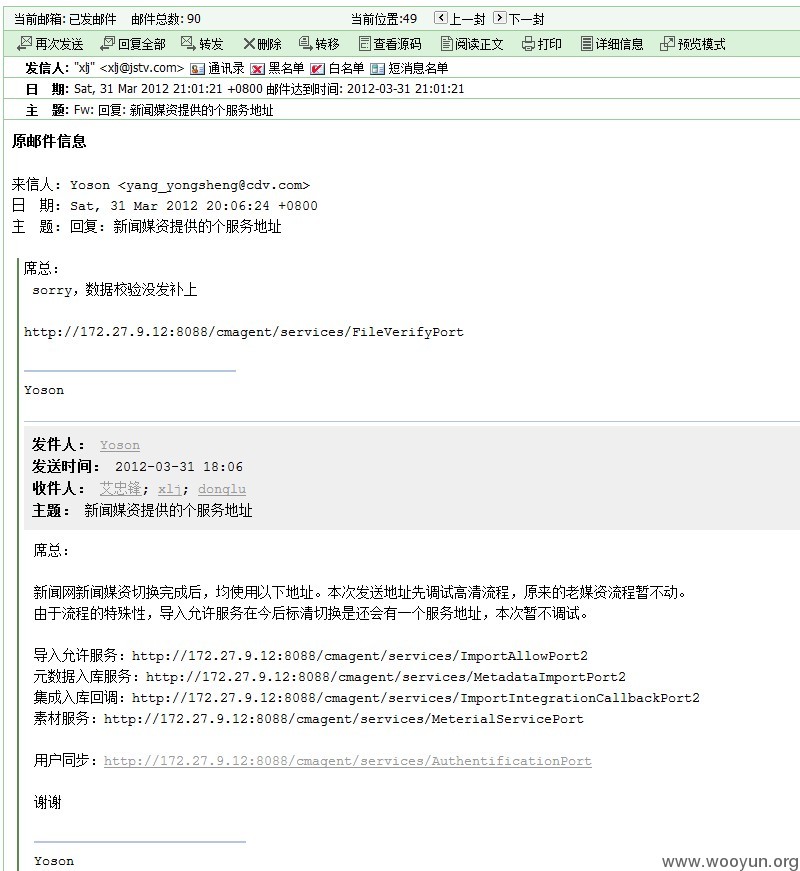 当前邮箱: 已发邮件 邮件总数: 90 当前位置:49 上一封 下一封
再次发送 回复全部 转发 删除 转移 查看源码 阅读正文 打印 详细信息 预览模式
发信人: "xlj" <xlj@jstv.com> 通讯录 黑名单 白名单 短消息名单
日 期: Sat, 31 Mar 2012 21:01:21 +0800 邮件达到时间: 2012-03-31 21:01:21
主 题: Fw: 回复: 新闻媒资提供的个服务地址
原邮件信息
来信人: Yoson <yang_yongsheng@cdv.com>
日 期: Sat, 31 Mar 2012 20:06:24 +0800
主 题: 回复: 新闻媒资提供的个服务地址
席总:
sorry，数据校验没发补上
http://172.27.9.12:8088/cmagent/services/FileVerifyPort
Yoson
发件人： Yoson
发送时间： 2012-03-31 18:06
收件人： 艾忠锋; xlj; donglu
主题： 新闻媒资提供的个服务地址
席总:
新闻网新闻媒资切换完成后，均使用以下地址。本次发送地址先调试高清流程，原来的老媒资流程暂不动。
由于流程的特殊性，导入允许服务在今后标清切换是还会有一个服务地址，本次暂不调试。
导入允许服务：http://172.27.9.12:8088/cmagent/services/ImportAllowPort2
元数据入库服务：http://172.27.9.12:8088/cmagent/services/MetadataImportPort2
集成入库回调：http://172.27.9.12:8088/cmagent/services/ImportIntegrationCallbackPort2
素材服务：http://172.27.9.12:8088/cmagent/services/MeterialServicePort
用户同步：http://172.27.9.12:8088/cmagent/services/AuthentificationPort
谢谢
Yoson
www.wooyun.org